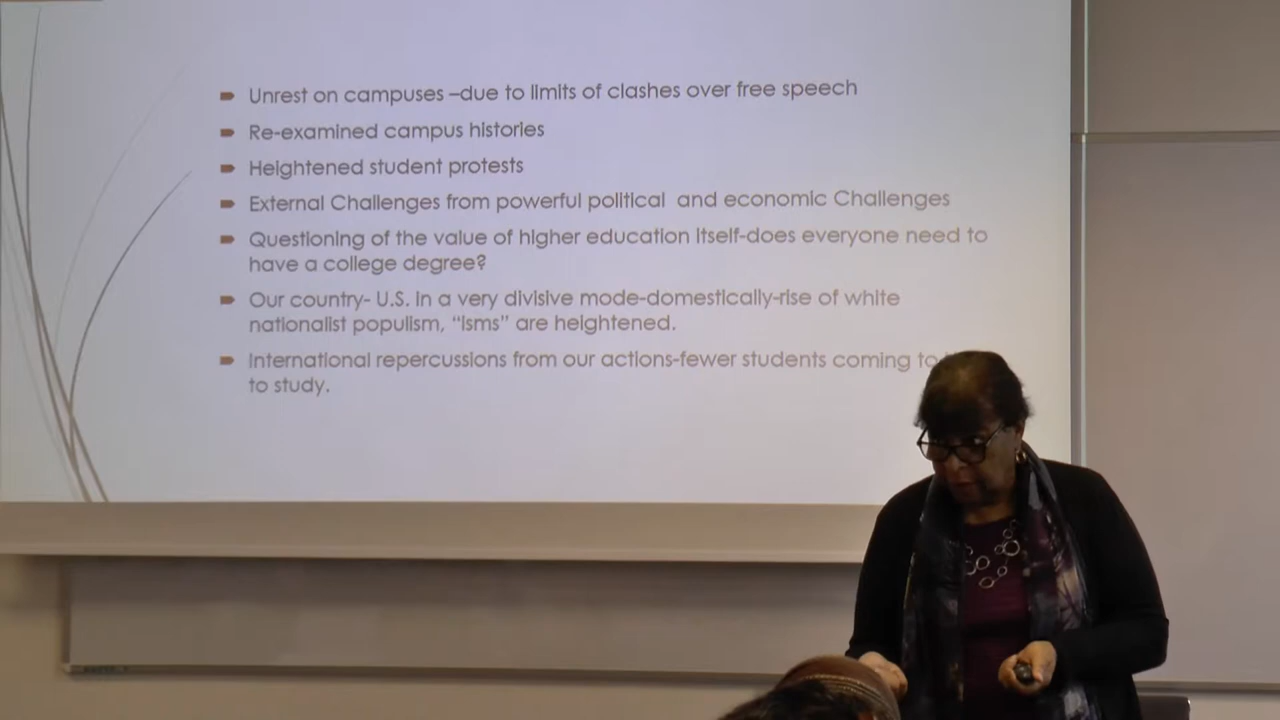 Unrest on campuses –due to limits of clashes over free speech
Re-examined campus histories
Heightened student protests
External Challenges from powerful political and economic Challenges
Questioning of the value of higher education itself-does everyone need to
have a college degree?
Our country- U.S. in a very divisive mode-domestically-rise of white
nationalist populism, “isms” are heightened.
International repercussions from our actions-fewer students coming to
to study.